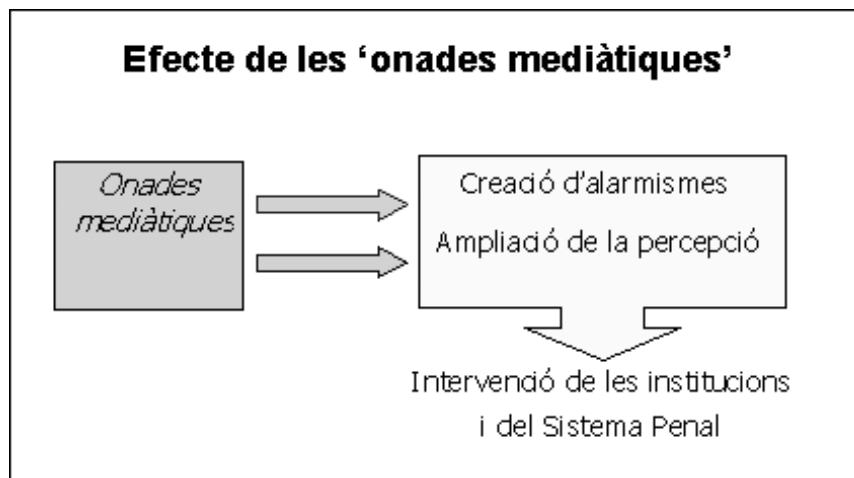 Efecte de les ‘onades mediàtiques’
Onades
mediàtiques
Creació d’alarmismes
Ampliació de la percepció
Intervenció de les institucions
i del Sistema Penal